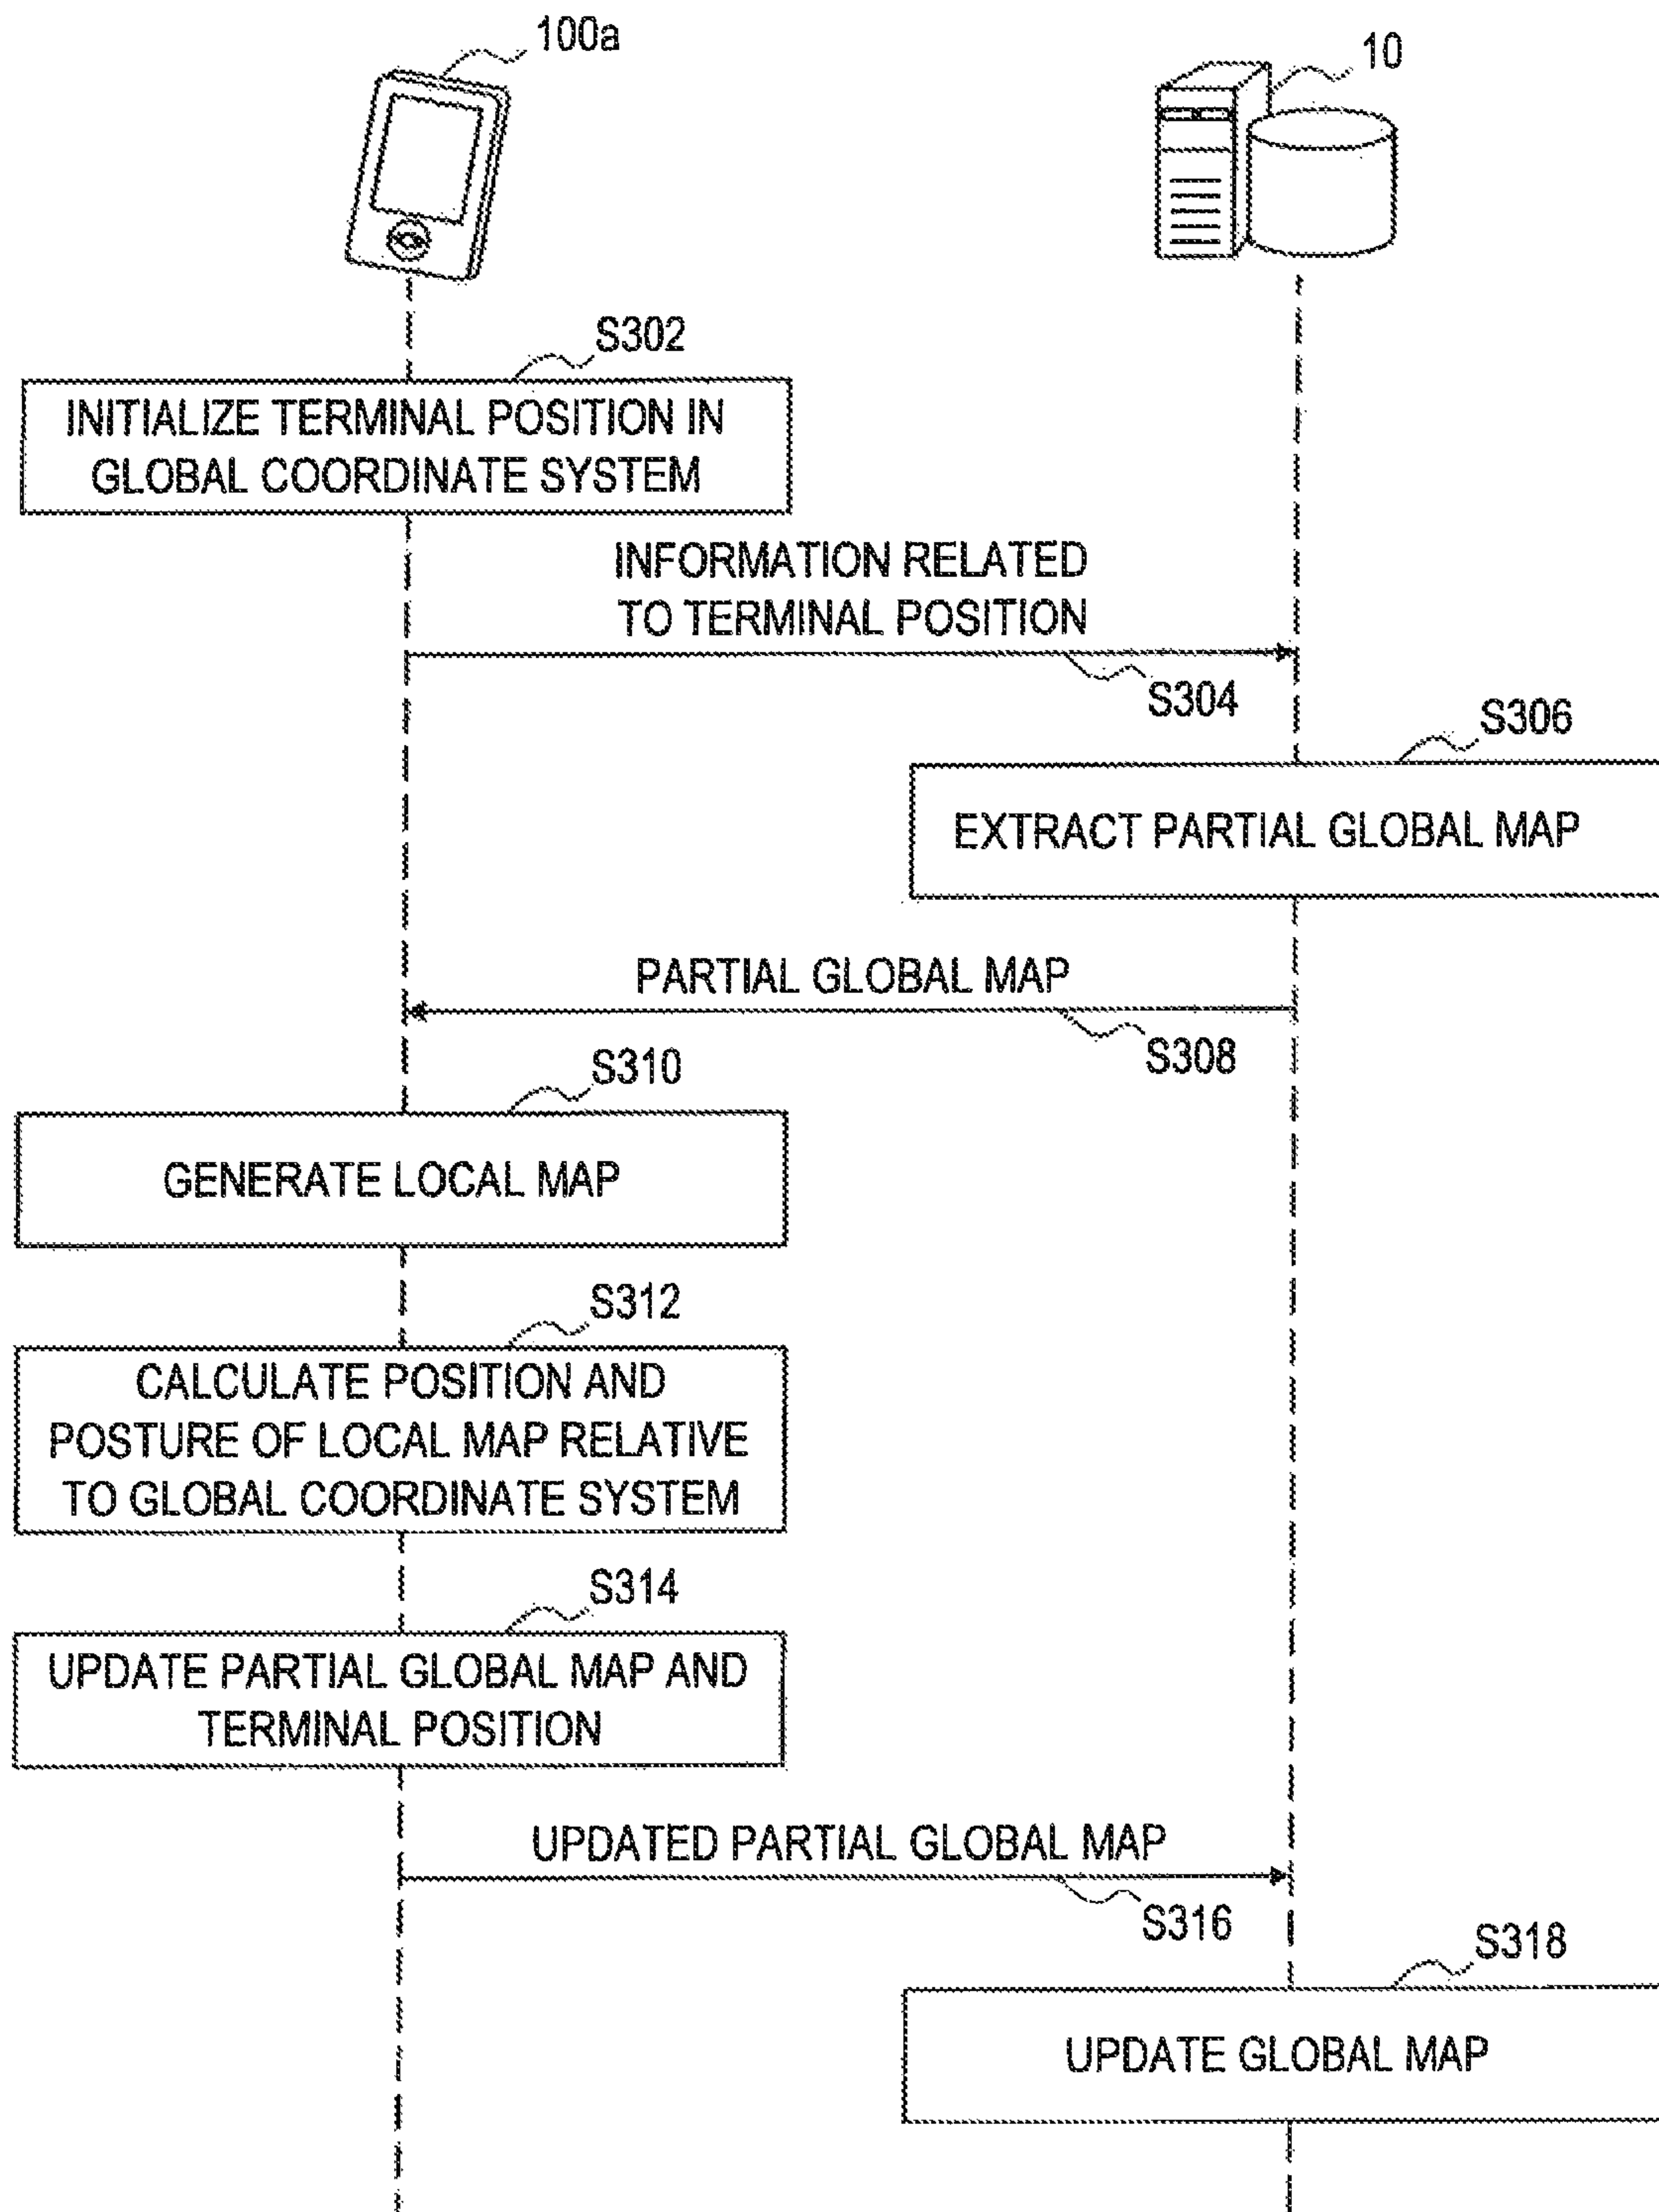 100a
10
S302
INITIALIZE TERMINAL POSITION IN
GLOBAL COORDINATE SYSTEM
INFORMATION RELATED
TO TERMINAL POSITION
S304
S306
EXTRACT PARTIAL GLOBAL MAP
PARTIAL GLOBAL MAP
S308
S310
GENERATE LOCAL MAP
S312
CALCULATE POSITION AND
POSTURE OF LOCAL MAP RELATIVE
TO GLOBAL COORDINATE SYSTEM
S314
UPDATE PARTIAL GLOBAL MAP AND
TERMINAL POSITION
UPDATED PARTIAL GLOBAL MAP
S316
S318
UPDATE GLOBAL MAP